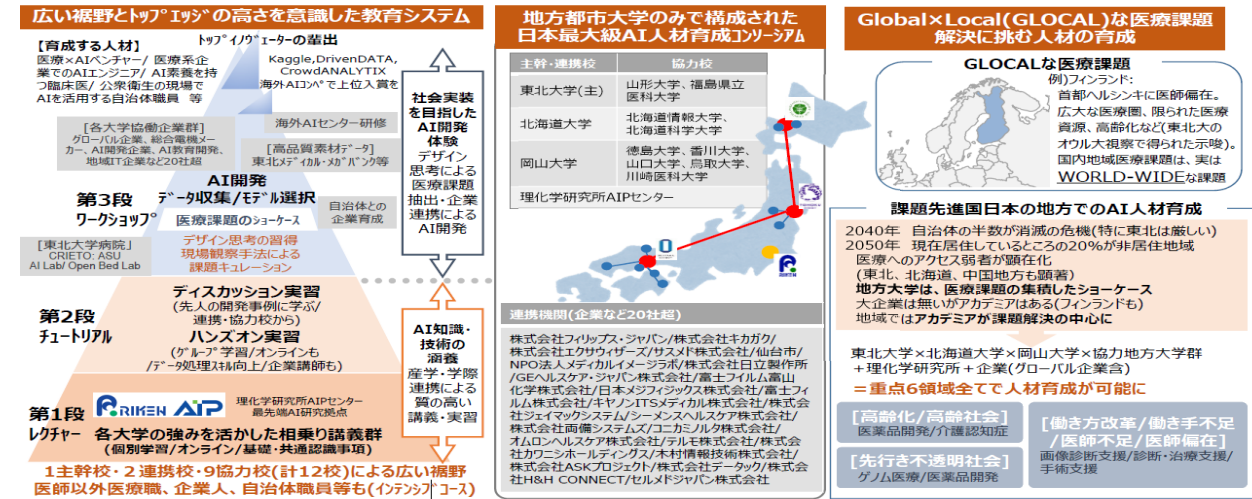 広い裾野とﾄｯﾌﾟｴｯｼﾞの高さを意識した教育システム
【育成する人材】
医療×AIベンチャー/ 医療系企
業でのAIエンジニア/ AI素養を持
つ臨床医/ 公衆衛生の現場で
AIを活用する自治体職員　等
ﾄｯﾌﾟｲﾉｳﾞｪｰﾀｰの輩出
Kaggle,DrivenDATA,
CrowdANALYTIX
海外AIｺﾝﾍﾟで上位入賞を
[各大学協働企業群]
グローバル企業、総合電機メー
カー、AI開発企業、AI教育開発、
地域IT企業など20社超
海外AIセンター研修
[高品質素材ﾃﾞｰﾀ]
東北ﾒﾃﾞｨｶﾙ・ﾒｶﾞﾊﾞﾝｸ等
第3段
ワークショップ
AI開発
データ収集/モデル選択
医療課題のｼｮｰｹｰｽ
自治体との
企業育成
[東北大学病院]
CRIETO: ASU
AI Lab/ Open Bed Lab
デザイン思考の習得
現場観察手法による
課題キュレーション
社会実装
を目指した
AI開発
体験
デザイン
思考による
医療課題
抽出・企業
連携による
AI開発
第2段
チュートリアル
ディスカッション実習
(先人の開発事例に学ぶ/
連携・協力校から)
ハンズオン実習
(ｸﾞﾙｰﾌﾟ学習/オンラインも
/ﾃﾞｰﾀ処理スキル向上/企業講師も)
AI知識・
技術の
涵養
産学・学際
連携による
質の高い
講義・実習
第1段
レクチャー
RIKEN AIP
理化学研究所AIPセンター
最先端AI研究拠点
各大学の強みを活かした相乗り講義群
(個別学習/オンライン/基礎・共通認識事項)
1主幹校・２連携校・9協力校(計12校)による広い裾野
医師以外医療職、企業人、自治体職員等も(ｲﾝﾃﾝｼﾌﾞｺｰｽ)
地方都市大学のみで構成された
日本最大級AI人材育成ｺﾝｿｰｼｱﾑ
主幹・連携校
協力校
東北大学(主)
山形大学、福島県立
医科大学
北海道大学
北海道情報大学、
北海道科学大学
岡山大学
徳島大学、香川大学、
山口大学、鳥取大学、
川崎医科大学
理化学研究所AIPセンター
連携機関(企業など20社超)
株式会社フィリップス・ジャパン/株式会社キカガク/
株式会社エクサウィザーズ/サスメド株式会社/仙台市/
NPO法人メディカルイメージラボ/株式会社日立製作所
/GEヘルスケア・ジャパン株式会社/富士フイルム富山
化学株式会社/日本メジフィジックス株式会社/富士フィ
ルム株式会社/キヤノンITSメディカル株式会社/株式会
社ジェイマックシステム/シーメンスヘルスケア株式会社/
株式会社両備システムズ/コニカミノルタ株式会社/
オムロンヘルスケア株式会社/テルモ株式会社/株式会
社カワニシホールディングス/木村情報技術株式会社/
株式会社ASKプロジェクト/株式会社データック/株式会
社H&H CONNECT/セルメドジャパン株式会社
Global×Local(GLOCAL)な医療課題
解決に挑む人材の育成
GLOCALな医療課題
例)フィンランド:
首都ヘルシンキに医師偏在。
広大な医療圏、限られた医療
資源、高齢化など(東北大の
オウル大視察で得られた示唆)。
国内地域医療課題は、実は
WORLD-WIDEな課題
課題先進国日本の地方でのAI人材育成
2040年　自治体の半数が消滅の危機(特に東北は厳しい)
2050年　現在居住しているところの20%が非居住地域
医療へのアクセス弱者が顕在化
(東北、北海道、中国地方も顕著)
地方大学は、医療課題の集積したショーケース
大企業は無いがアカデミアはある(フィンランドも)
地域ではアカデミアが課題解決の中心に
東北大学×北海道大学×岡山大学×協力地方大学群
＋理化学研究所＋企業(グローバル企業含)
＝重点6領域全てで人材育成が可能に
[高齢化/高齢社会]
医薬品開発/介護認知症
[先行き不透明社会]
ゲノム医療/医薬品開発
[働き方改革/働き手不足
/医師不足/医師偏在]
画像診断支援/診断・治療支援/
手術支援